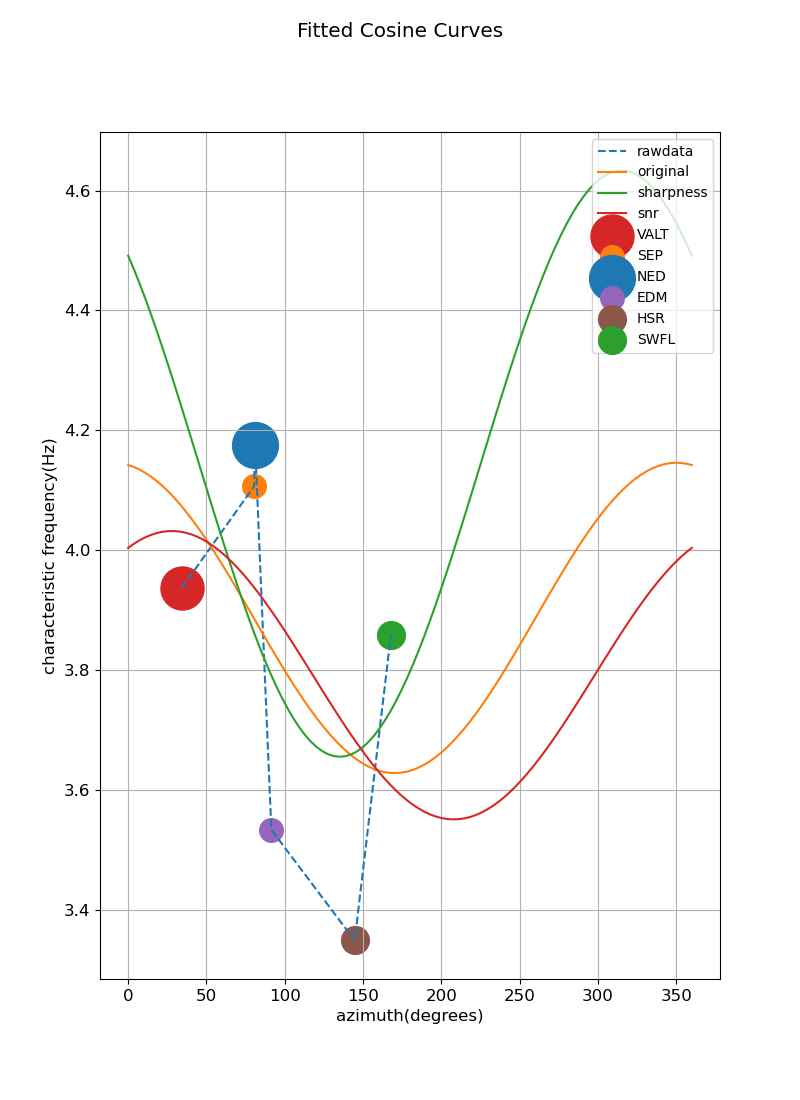 Fitted Cosine Curves
rawdata
original
sharpness
snr
VALT
SEP
NED
EDM
HSR
SWFL
4.6
4.4
4.2
4.0
3.8
3.6
3.4
characteristic frequency(Hz)
0 50 100 150 200 250 300 350
azimuth(degrees)